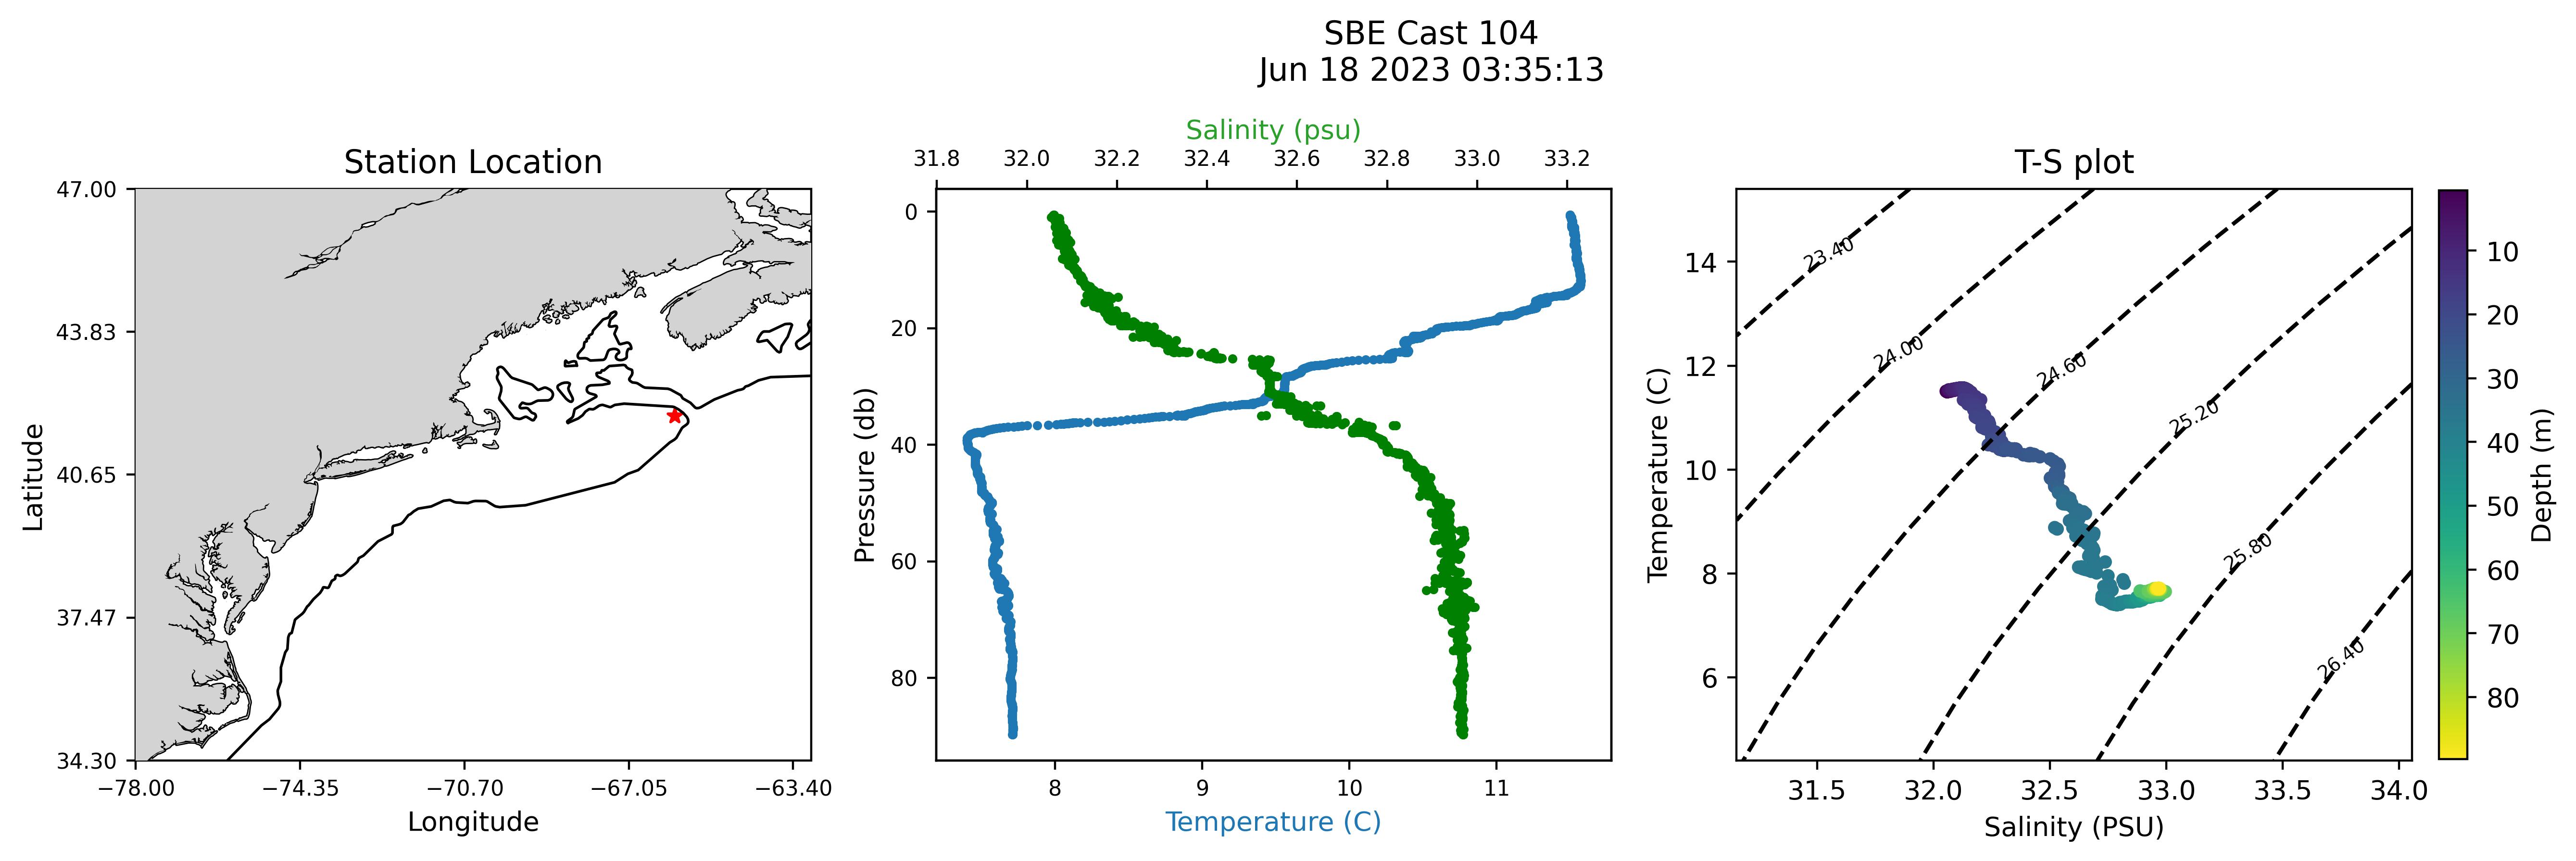 SBE Cast 104
Jun 18 2023 03:35:13
Station Location
47.00
43.83
40.65
37.47
34.30
Latitude
−78.00 −74.35 −70.70 −67.05 −63.40
Longitude
Salinity (psu)
31.8 32.0 32.2 32.4 32.6 32.8 33.0 33.2
0
20
40
60
80
Pressure (db)
8 9 10 11
Temperature (C)
T-S plot
14
12
10
8
6
Temperature (C)
23.40
24.00
24.60
25.20
25.80
26.40
31.5 32.0 32.5 33.0 33.5 34.0
Salinity (PSU)
10
20
30
40
50
60
70
80
Depth (m)